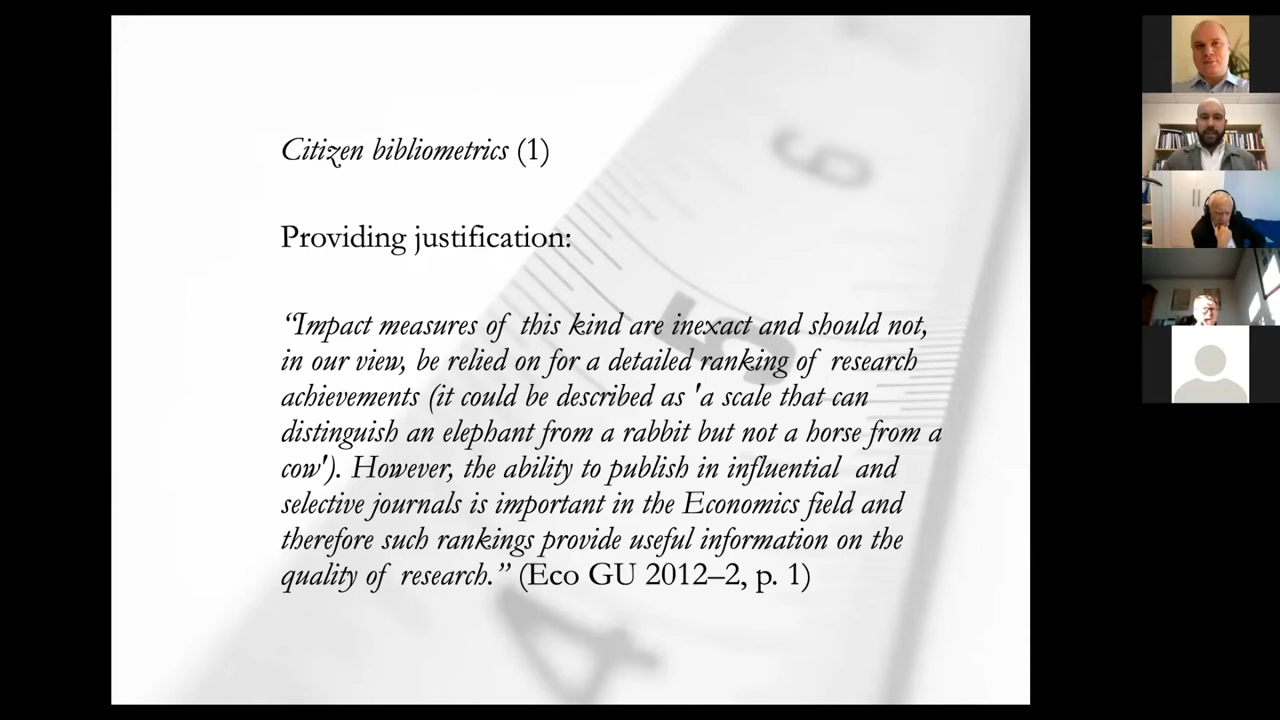 Citizen bibliometrics (1)
Providing justification:
“Impact measures of this kind are inexact and should not,
in our view, be relied on for a detailed ranking of research
achievements (it could be described as 'a scale that can
distinguish an elephant from a rabbit but not a horse from a
cow'). However, the ability to publish in influential and
selective journals is important in the Economics field and
therefore such rankings provide useful information on the
quality of research.” (Eco GU 2012–2, p. 1)
6
5
4